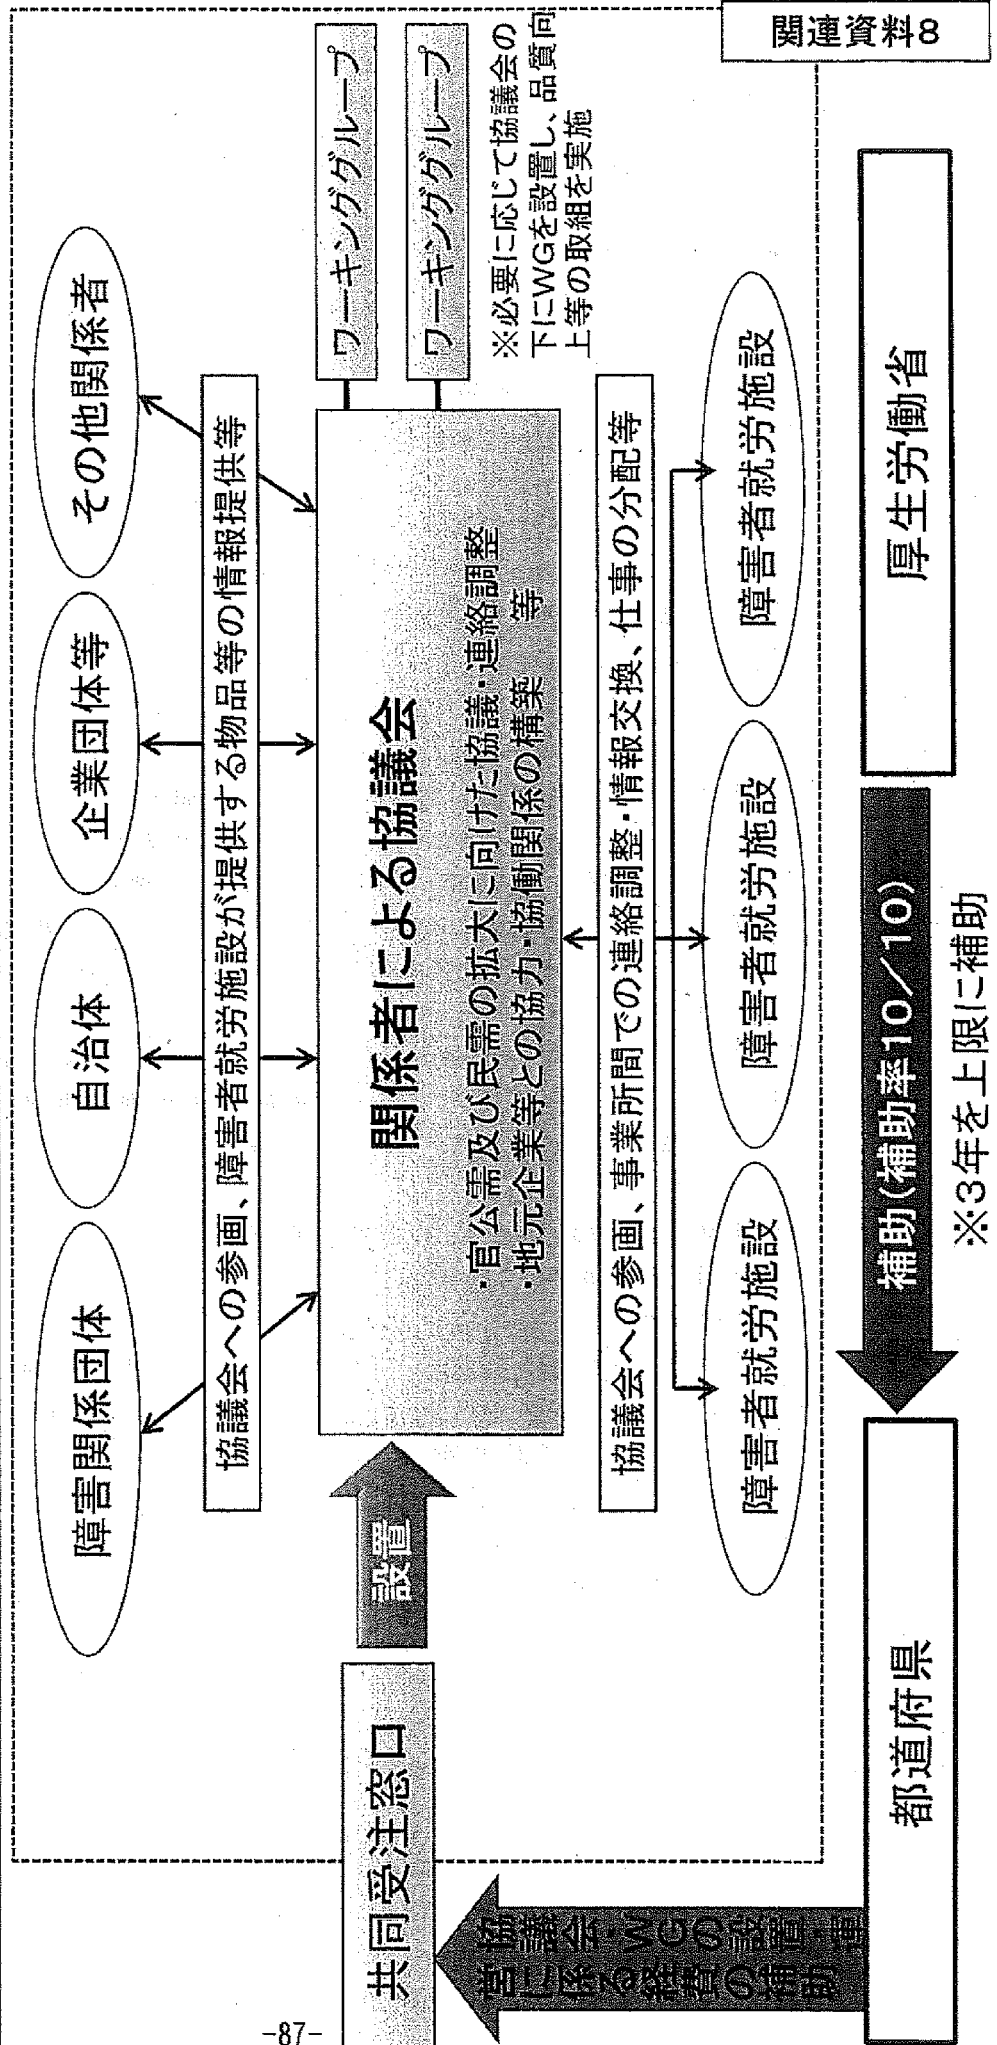 関連資料8
障害関係団体
自治体
企業団体等
その他関係者
協議会への参画、障害者就労施設が提供する物品等の情報提供等
共同受注窓口
設置
関係者による協議会
・官公需及び民需の拡大に向けた協議・連絡調整
・地元企業等との協力・協働関係の構築 等
ワーキンググループ
ワーキンググループ
※必要に応じて協議会の
下にWGを設置し、品質向
上等の取組を実施
協議会への参画、事業所間での連絡調整・情報交換、仕事の分配等
障害者就労施設
障害者就労施設
障害者就労施設
協議会・WGの設置・運
営に係る経費の補助
都道府県
補助(補助率10/10)
※3年を上限に補助
厚生労働省
-87-